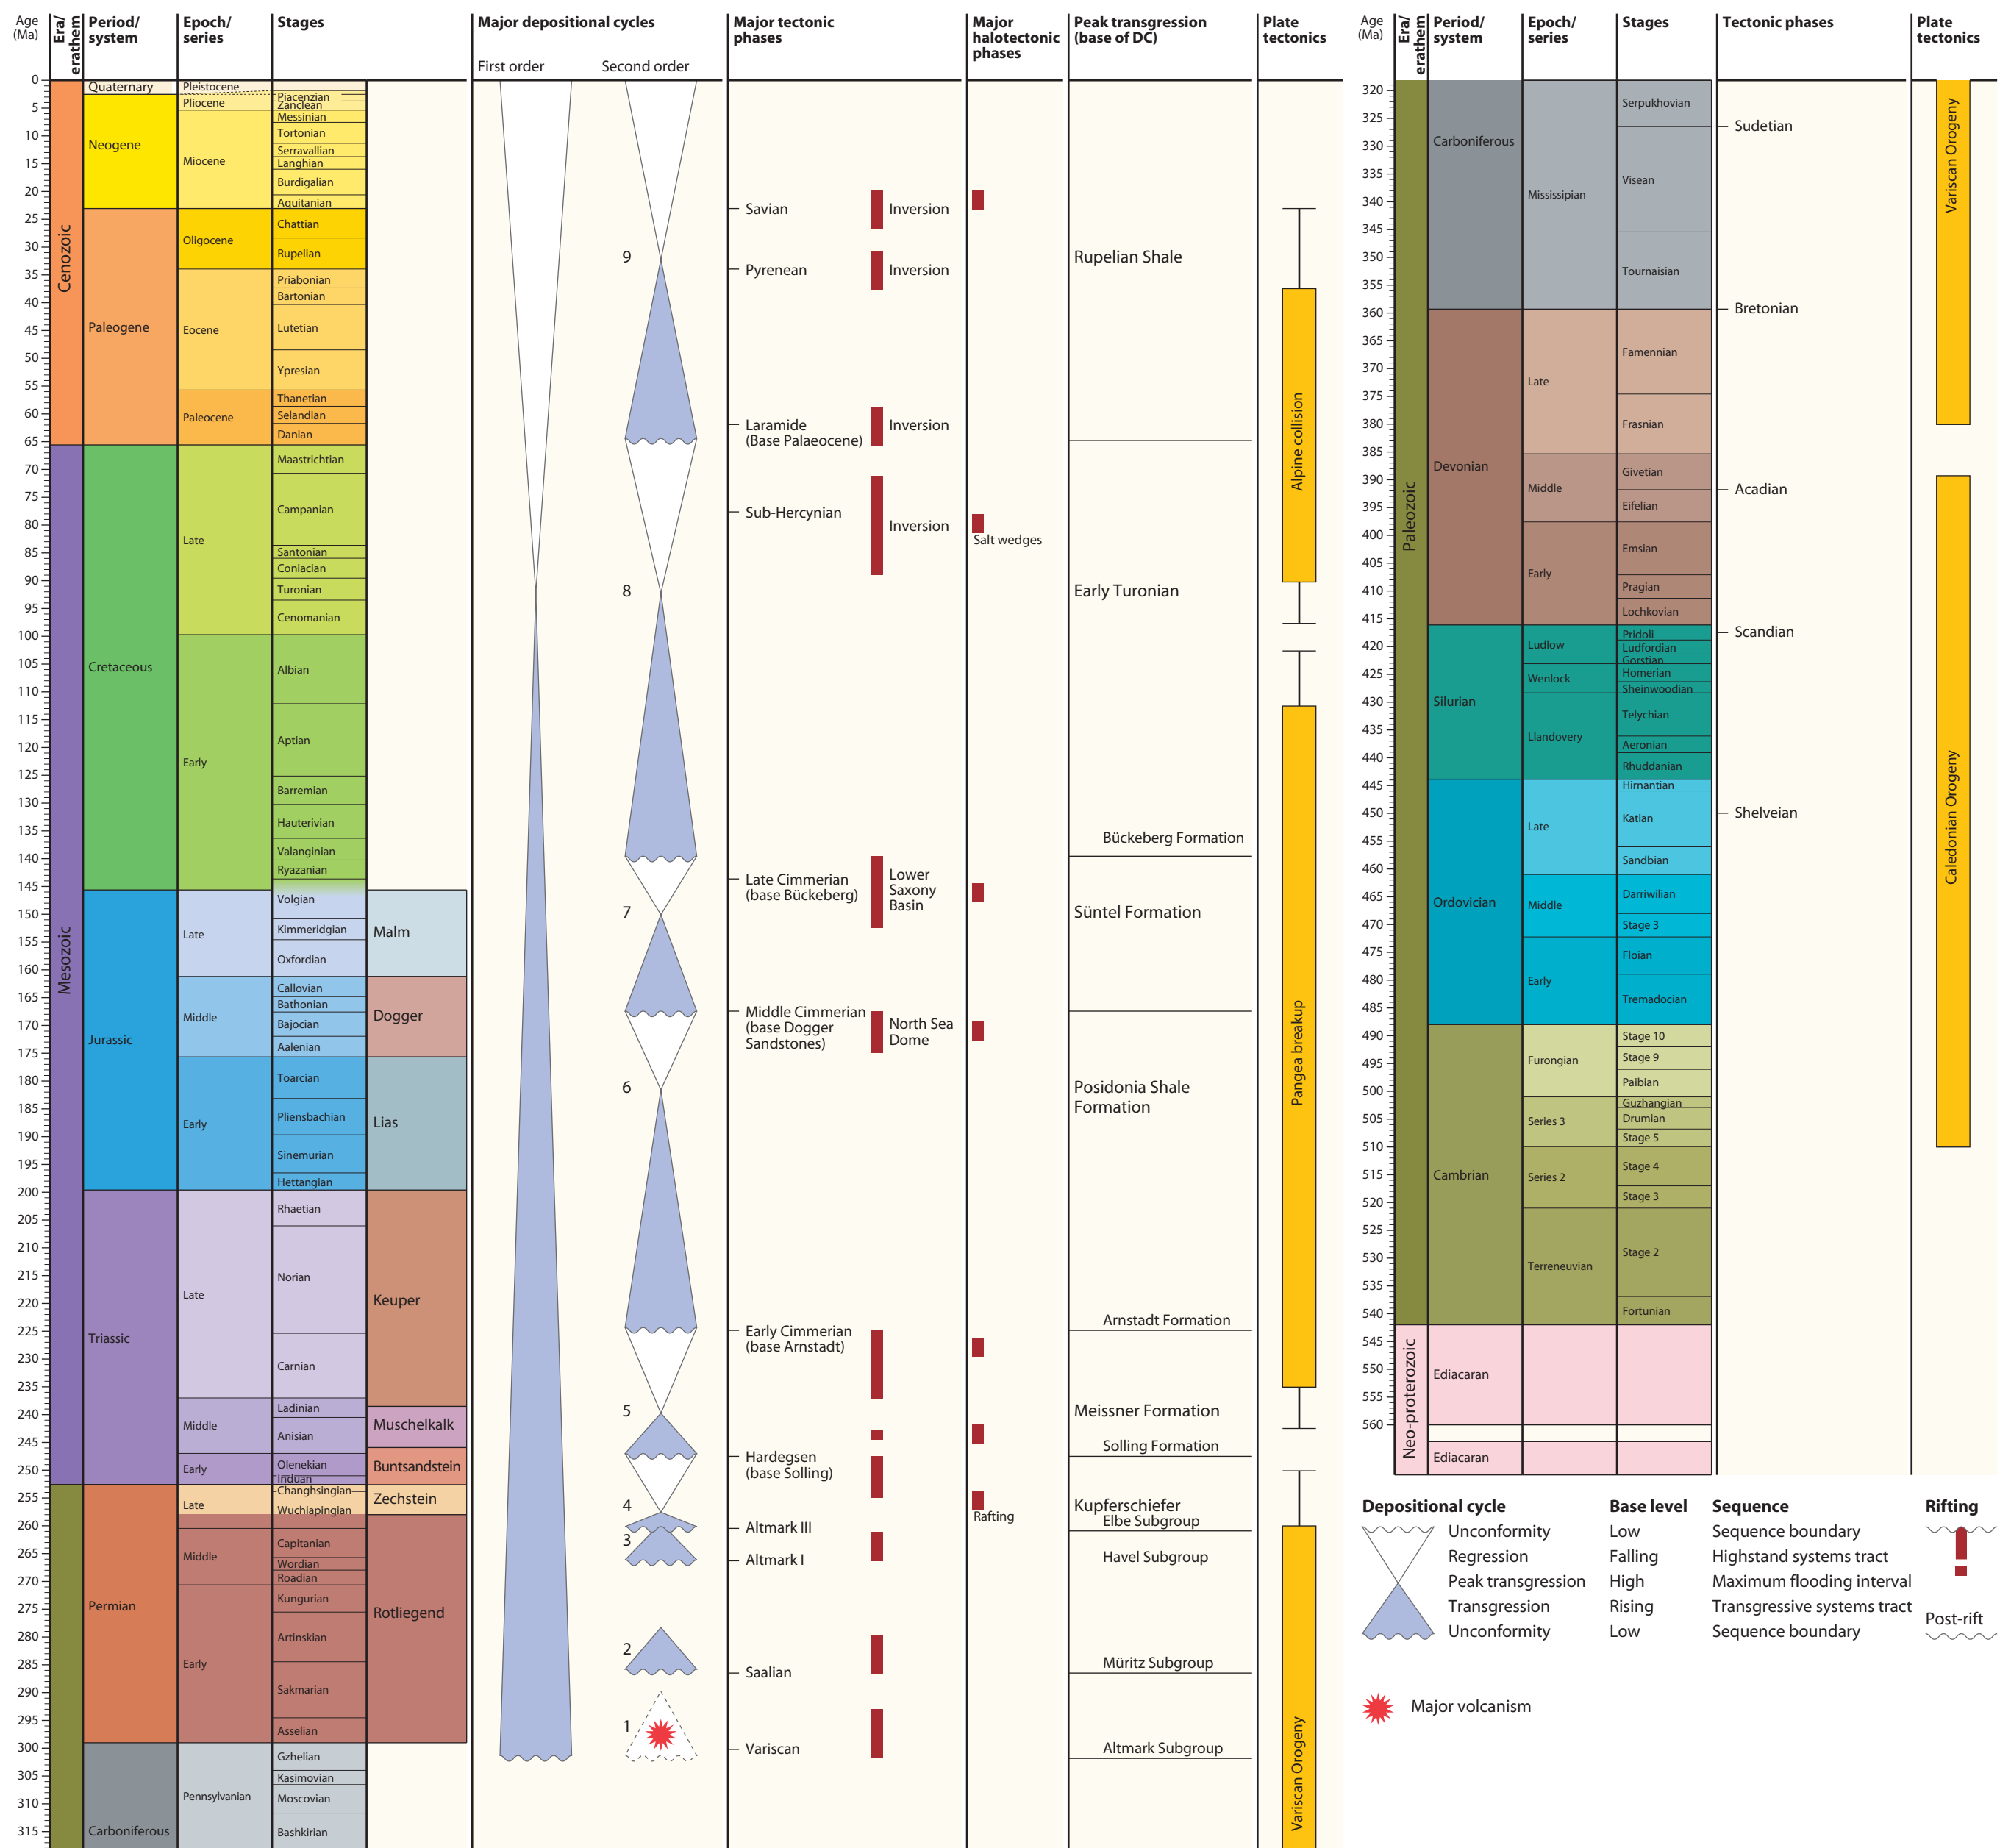 Age
(Ma)
Era/
erathem
Period/
system
Epoch/
series
Stages
Major depositional cycles
First order
Second order
Major tectonic
phases
Major
halotectonic
phases
Peak transgression
(base of DC)
Plate
tectonics
0
5
10
15
20
25
30
35
40
45
50
55
60
65
70
75
80
85
90
95
100
105
110
115
120
125
130
135
140
145
150
155
160
165
170
175
180
185
190
195
200
205
210
215
220
225
230
235
240
245
250
255
260
265
270
275
280
285
290
295
300
305
310
315
Cenozoic
Mesozoic
Quaternary
Neogene
Paleogene
Cretaceous
Jurassic
Triassic
Permian
Carboniferous
Pleistocene
Pliocene
Miocene
Oligocene
Eocene
Paleocene
Late
Early
Late
Middle
Early
Late
Middle
Early
Late
Middle
Early
Pennsylvanian
Piacenzian
Zanclean
Messinian
Tortonian
Serravallian
Langhian
Burdigalian
Aquitanian
Chattian
Rupelian
Priabonian
Bartonian
Lutetian
Ypresian
Thanetian
Selandian
Danian
Maastrichtian
Campanian
Santonian
Coniacian
Turonian
Cenomanian
Albian
Aptian
Barremian
Hauterivian
Valanginian
Ryazanian
Volgian
Kimmeridgian
Oxfordian
Callovian
Bathonian
Bajocian
Aalenian
Toarcian
Pliensbachian
Sinemurian
Hettangian
Rhaetian
Norian
Carnian
Ladinian
Anisian
Olenekian
Induan
Changhsingian
Wuchiapingian
Capitanian
Wordian
Roadian
Kungurian
Artinskian
Sakmarian
Asselian
Gzhelian
Kasimovian
Moscovian
Bashkirian
Malm
Dogger
Lias
Keuper
Muschelkalk
Buntsandstein
Zechstein
Rotliegend
9
8
7
6
5
4
3
2
1
Savian
Inversion
Pyrenean
Inversion
Laramide
(Base Palaeocene)
Inversion
Sub-Hercynian
Inversion
Late Cimmerian
(base Bückeberg)
Lower
Saxony
Basin
Middle Cimmerian
(base Dogger
Sandstones)
North Sea
Dome
Early Cimmerian
(base Arnstadt)
Hardegsen
(base Solling)
Altmark III
Altmark I
Saalian
Variscan
Salt wedges
Rafting
Rupelian Shale
Early Turonian
Bückeberg Formation
Süntel Formation
Posidonia Shale
Formation
Arnstadt Formation
Meissner Formation
Solling Formation
Kupferschiefer
Elbe Subgroup
Havel Subgroup
Müritz Subgroup
Altmark Subgroup
Alpine collision
Pangea breakup
Variscan Orogeny
Age
(Ma)
Era/
erathem
Period/
system
Epoch/
series
Stages
Tectonic phases
Plate
tectonics
320
325
330
335
340
345
350
355
360
365
370
375
380
385
390
395
400
405
410
415
420
425
430
435
440
445
450
455
460
465
470
475
480
485
490
495
500
505
510
515
520
525
530
535
540
545
550
555
560
Paleozoic
Neo-proterozoic
Carboniferous
Devonian
Silurian
Ordovician
Cambrian
Ediacaran
Ediacaran
Mississipian
Late
Middle
Early
Ludlow
Wenlock
Llandovery
Late
Middle
Early
Furongian
Series 3
Series 2
Terreneuvian
Serpukhovian
Visean
Tournaisian
Famennian
Frasnian
Givetian
Eifelian
Emsian
Pragian
Lochkovian
Pridoli
Ludfordian
Gorstian
Homerian
Sheinwoodian
Telychian
Aeronian
Rhuddanian
Hirnantian
Katian
Sandbian
Darriwilian
Stage 3
Floian
Tremadocian
Stage 10
Stage 9
Paibian
Guzhangian
Drumian
Stage 5
Stage 4
Stage 3
Stage 2
Fortunian
Sudetian
Bretonian
Acadian
Scandian
Shelveian
Variscan Orogeny
Caledonian Orogeny
Depositional cycle Base level Sequence Rifting
Unconformity Low Sequence boundary
Regression Falling Highstand systems tract
Peak transgression High Maximum flooding interval
Transgression Rising Transgressive systems tract
Post-rift
Unconformity Low Sequence boundary
Major volcanism